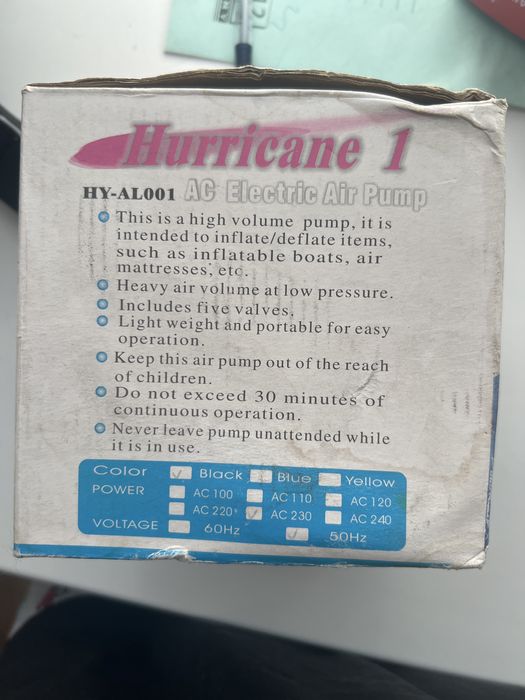 Hurricane 1
HY-AL001 AC Electric Air Pump
This is a high volume pump, it is
intended to inflate/deflate items,
such as inflatable boats, air
mattresses, etc.
Heavy air volume at low pressure.
Includes five valves.
Light weight and portable for easy
operation.
Keep this air pump out of the reach
of children.
Do not exceed 30 minutes of
continuous operation.
Never leave pump unattended while
it is in use.
Color Black Blue Yellow
POWER AC 100 AC 110 AC 120
AC 220 AC 230 AC 240
VOLTAGE 60Hz 50Hz